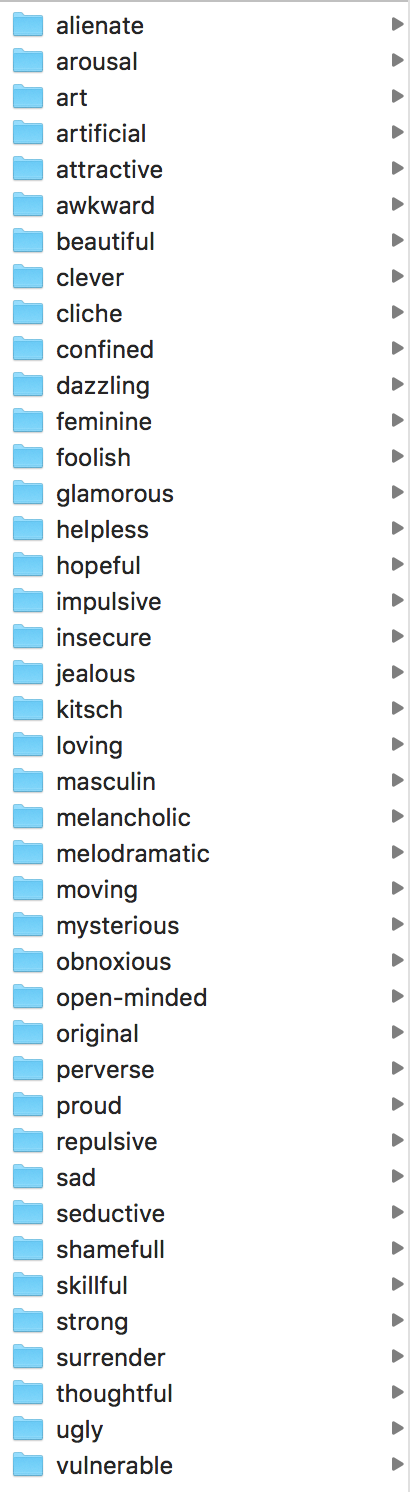 alienate
arousal
art
artificial
attractive
awkward
beautiful
clever
cliche
confined
dazzling
feminine
foolish
glamorous
helpless
hopeful
impulsive
insecure
jealous
kitsch
loving
masculin
melancholic
melodramatic
moving
mysterious
obnoxious
open-minded
original
perverse
proud
repulsive
sad
seductive
shamefull
skillful
strong
surrender
thoughtful
ugly
vulnerable